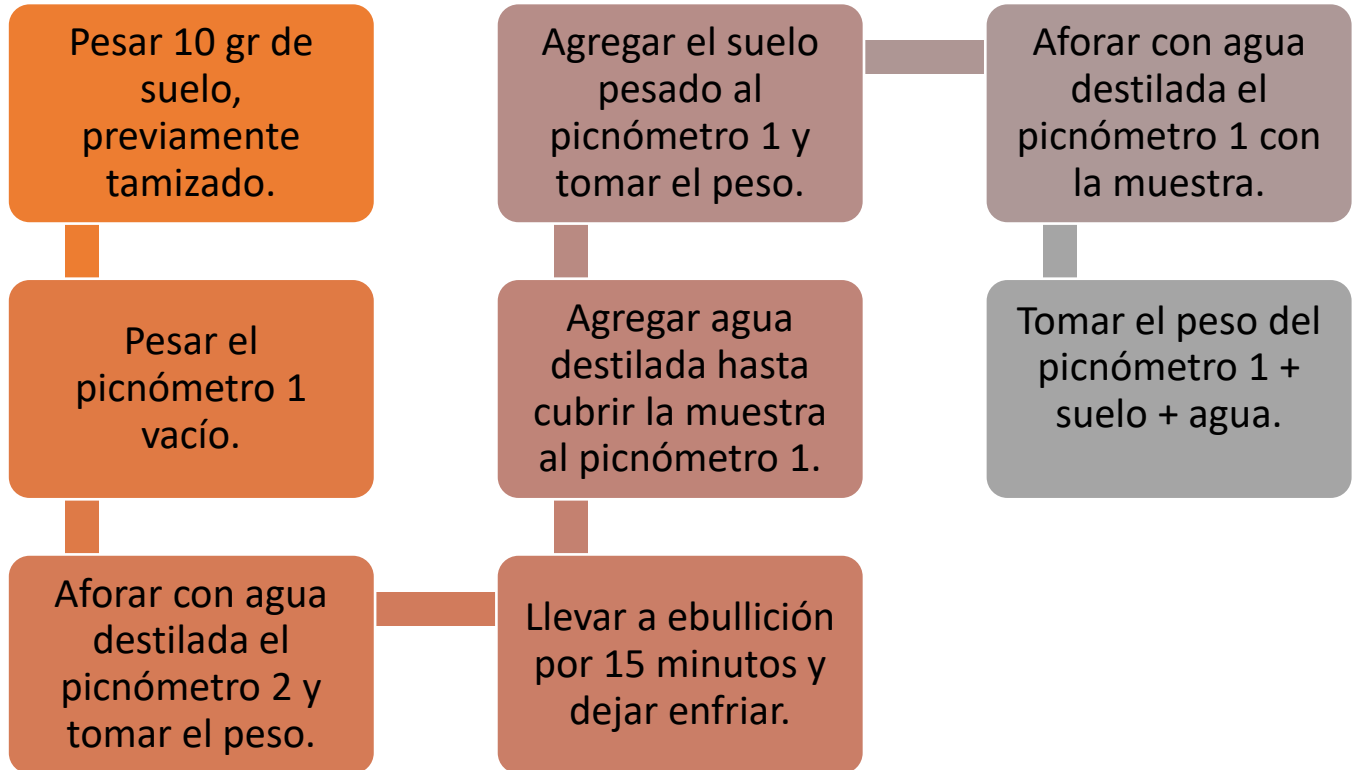 Pesar 10 gr de
suelo,
previamente
tamizado.
Pesar el
picnómetro 1
vacío.
Aforar con agua
destilada el
picnómetro 2 y
tomar el peso.
Llevar a ebullición
por 15 minutos y
dejar enfriar.
Agregar agua
destilada hasta
cubrir la muestra
al picnómetro 1.
Agregar el suelo
pesado al
picnómetro 1 y
tomar el peso.
Aforar con agua
destilada el
picnómetro 1 con
la muestra.
Tomar el peso del
picnómetro 1 +
suelo + agua.